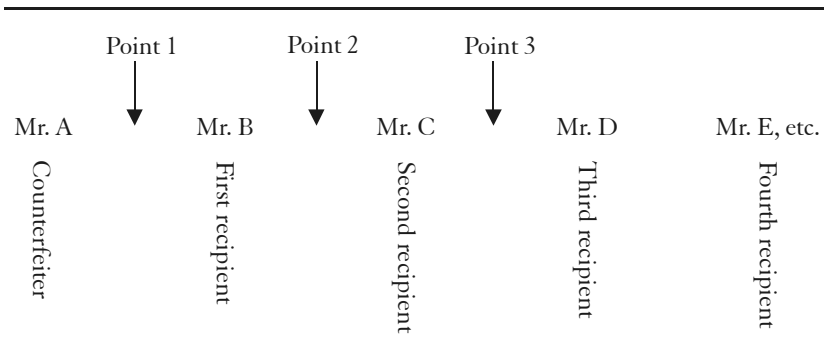 Point 1 Point 2 Point 3
Mr. A Mr. B Mr. C Mr. D Mr. E, etc.
Counterfeiter
First recipient
Second recipient
Third recipient
Fourth recipient